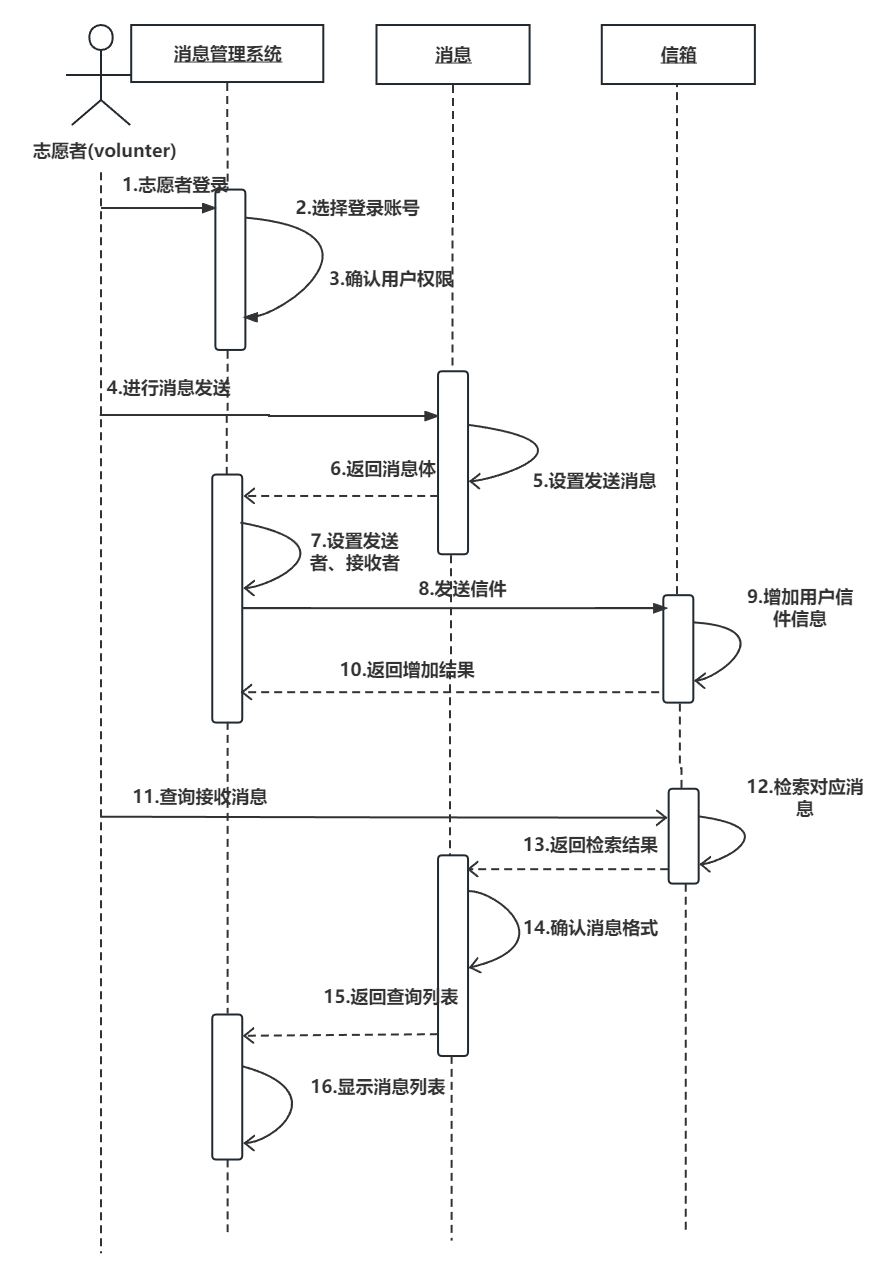 消息管理系统
消息
信箱
志愿者(volunter)
1.志愿者登录
2.选择登录账号
3.确认用户权限
4.进行消息发送
6.返回消息体
5.设置发送消息
7.设置发送
者、接收者
8.发送信件
9.增加用户信
件信息
10.返回增加结果
11.查询接收消息
12.检索对应消
息
13.返回检索结果
14.确认消息格式
15.返回查询列表
16.显示消息列表